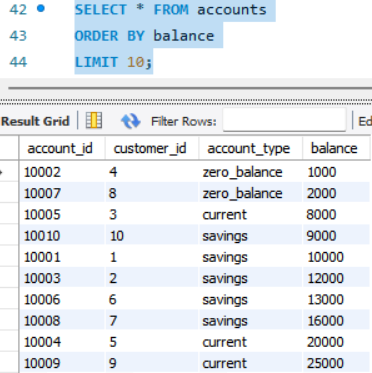 42 SELECT * FROM accounts
43 ORDER BY balance
44 LIMIT 10;
Result Grid Filter Rows: Ed
account_id customer_id account_type balance
10002 4 zero_balance 1000
10007 8 zero_balance 2000
10005 3 current 8000
10010 10 savings 9000
10001 1 savings 10000
10003 2 savings 12000
10006 6 savings 13000
10008 7 savings 16000
10004 5 current 20000
10009 9 current 25000